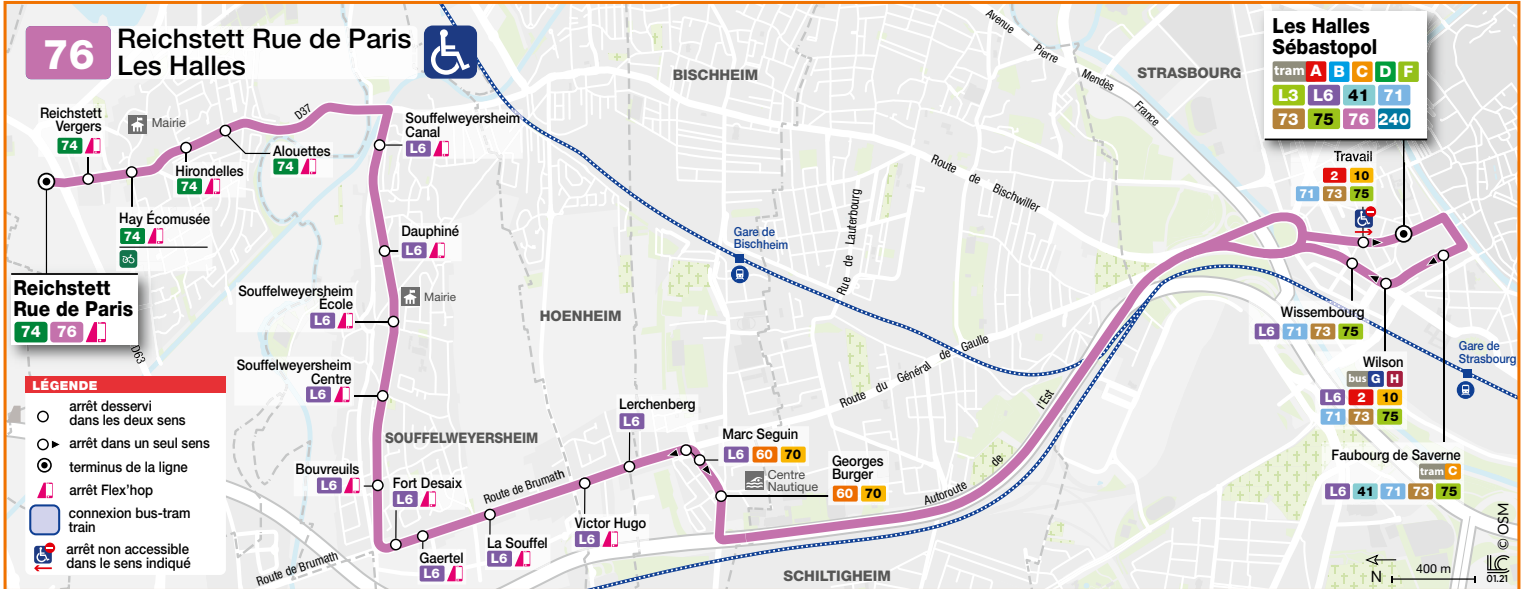 76
Reichstett Rue de Paris
Les Halles
BISCHHEIM
Avenue Pierre Mendès France
STRASBOURG
Les Halles
Sébastopol
tram A B C D F
L3 L6 41 71
73 75 76 240
Reichstett
Vergers
74
Mairie
D37
Hirondelles
74
Alouettes
74
Souffelweyersheim
Canal
L6
Hay Écomusée
74
Reichstett
Rue de Paris
74 76
D63
Dauphiné
L6
Souffelweyersheim
École
L6
Mairie
Souffelweyersheim
Centre
L6
HOENHEIM
SOUFFELWEYERSHEIM
Gare de
Bischheim
Rue de Lauterbourg
Route de Bischwiller
Route du Général de Gaulle
Travail
2 10
71 73 75
Wissembourg
L6 71 73 75
Wilson
bus G H
L6 2 10
71 73 75
Gare de
Strasbourg
Faubourg de Saverne
tram C
L6 41 71 73 75
Bouvreuils
L6
Fort Desaix
L6
Gaertel
L6
Route de Brumath
La Souffel
L6
Victor Hugo
L6
Lerchenberg
L6
Marc Seguin
L6 60 70
Centre
Nautique
Georges
Burger
60 70
Autoroute de l'Est
Route de Brumath
SCHILTIGHEIM
LÉGENDE
arrêt desservi
dans les deux sens
arrêt dans un seul sens
terminus de la ligne
arrêt Flex'hop
connexion bus-tram
train
arrêt non accessible
dans le sens indiqué
N
400 m
© OSM
01.21